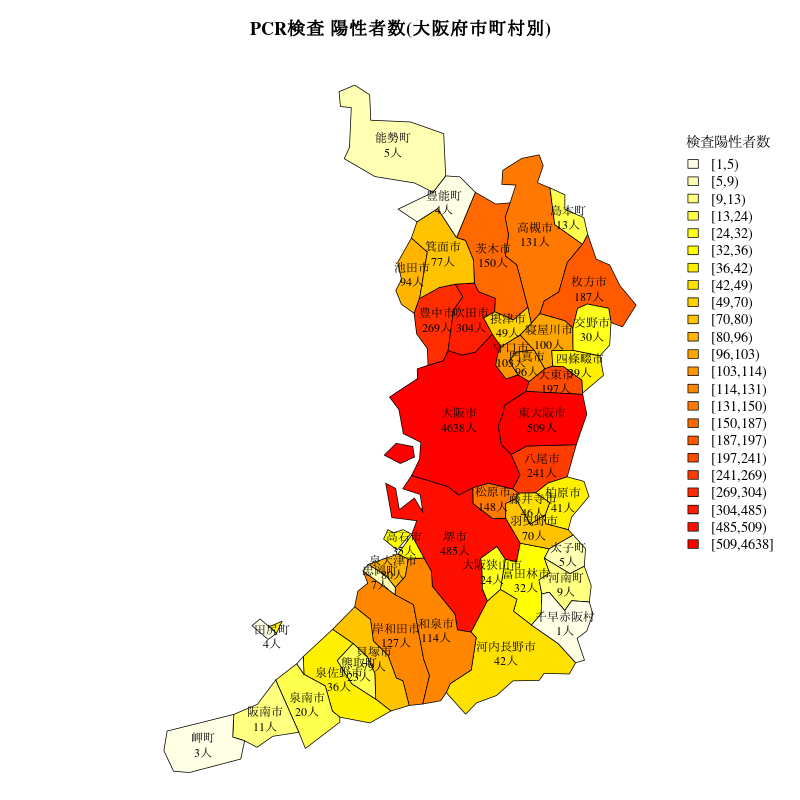 PCR検査 陽性者数(大阪府市町村別)
能勢町
5人
豊能町
4人
島本町
13人
高槻市
131人
茨木市
150人
箕面市
77人
池田市
94人
枚方市
187人
豊中市
269人
吹田市
304人
摂津市
49人
寝屋川市
100人
交野市
30人
守口市
103人
門真市
96人
四條畷市
39人
大東市
197人
大阪市
4638人
東大阪市
509人
八尾市
241人
松原市
148人
藤井寺市
46人
柏原市
41人
羽曳野市
70人
高石市
35人
堺市
485人
太子町
5人
大阪狭山市
24人
富田林市
32人
河南町
9人
千早赤阪村
1人
泉大津市
80人
忠岡町
7人
田尻町
4人
岸和田市
127人
和泉市
114人
河内長野市
42人
貝塚市
79人
熊取町
23人
泉佐野市
36人
泉南市
20人
阪南市
11人
岬町
3人
検査陽性者数
[1,5)
[5,9)
[9,13)
[13,24)
[24,32)
[32,36)
[36,42)
[42,49)
[49,70)
[70,80)
[80,96)
[96,103)
[103,114)
[114,131)
[131,150)
[150,187)
[187,197)
[197,241)
[241,269)
[269,304)
[304,485)
[485,509)
[509,4638]